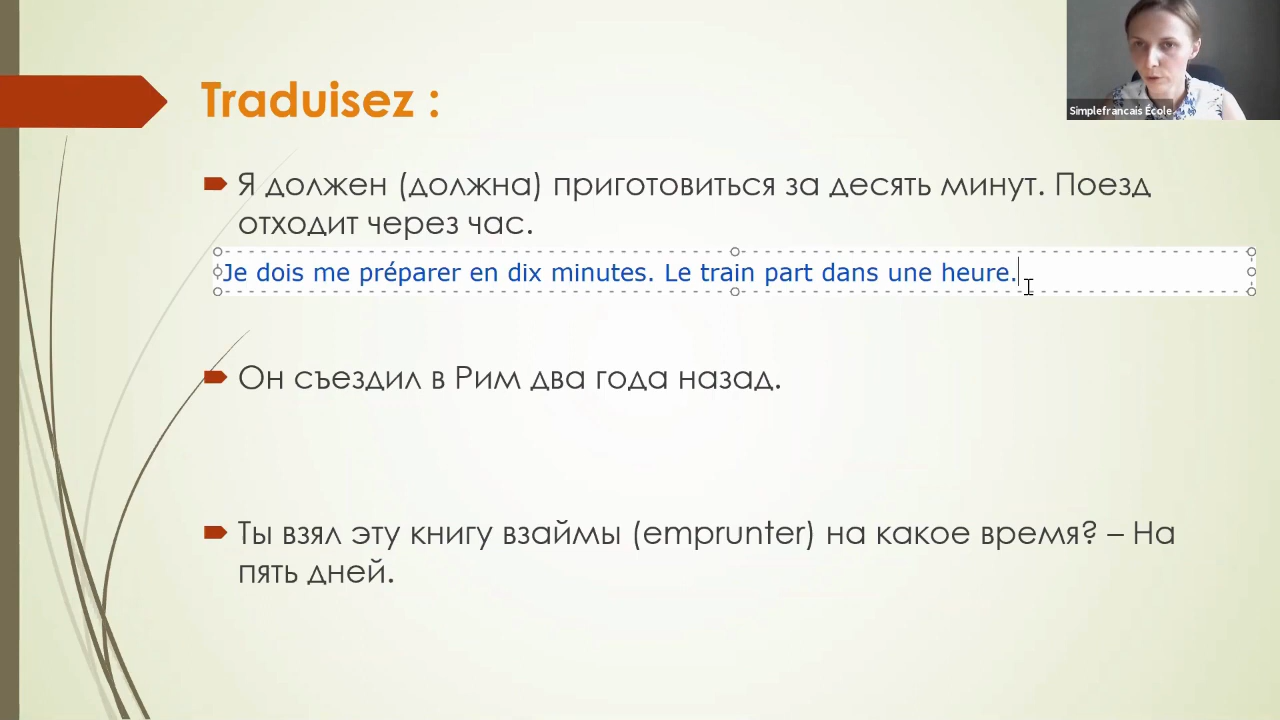 Simplefrancais École
Traduisez :
Я должен (должна) приготовиться за десять минут. Поезд
отходит через час.
Je dois me préparer en dix minutes. Le train part dans une heure.
Он съездил в Рим два года назад.
Ты взял эту книгу взаймы (emprunter) на какое время? – На
пять дней.